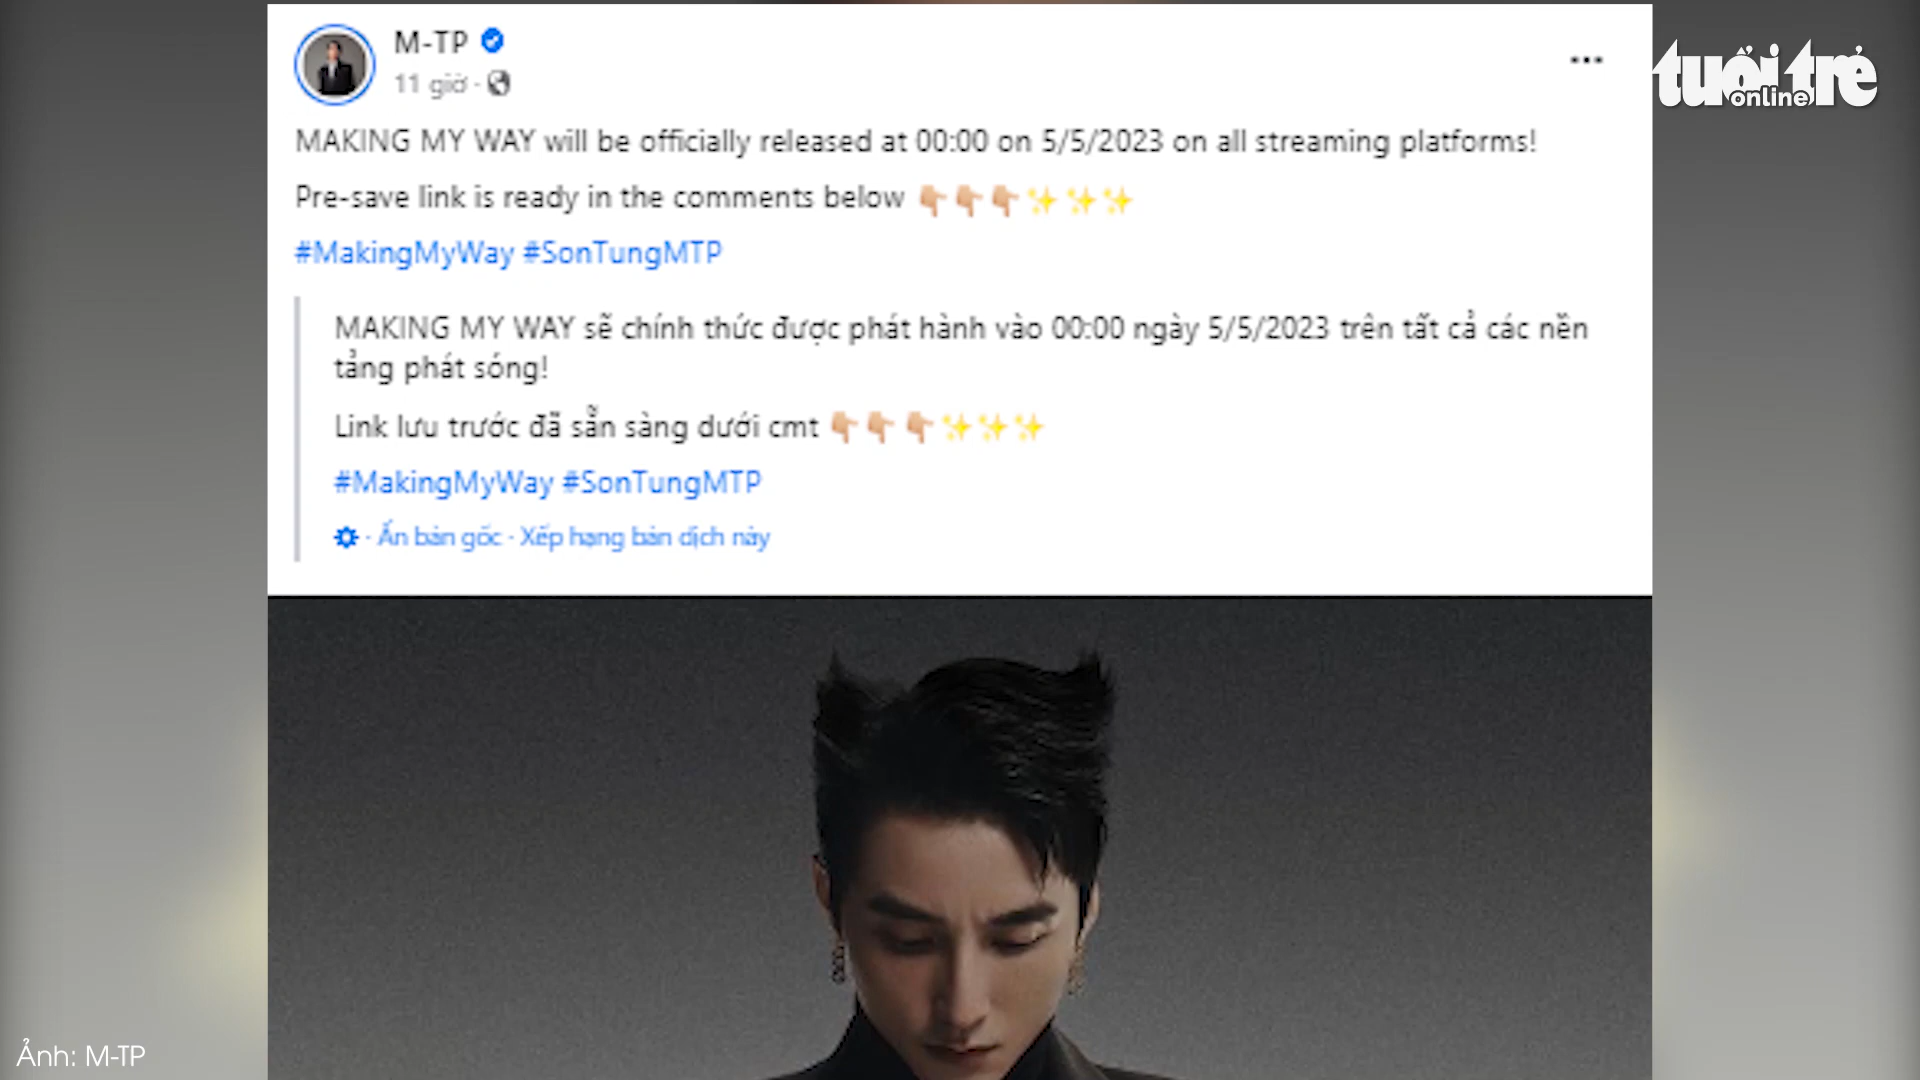 M-TP
11 giờ ·
MAKING MY WAY will be officially released at 00:00 on 5/5/2023 on all streaming platforms!
Pre-save link is ready in the comments below 👇🏼👇🏼👇🏼✨✨✨
#MakingMyWay #SonTungMTP
MAKING MY WAY sẽ chính thức được phát hành vào 00:00 ngày 5/5/2023 trên tất cả các nền
tảng phát sóng!
Link lưu trước đã sẵn sàng dưới cmt 👇🏼👇🏼👇🏼✨✨✨
#MakingMyWay #SonTungMTP
· Ẩn bản gốc · Xếp hạng bản dịch này
tuổi trẻ
online
Ảnh: M-TP